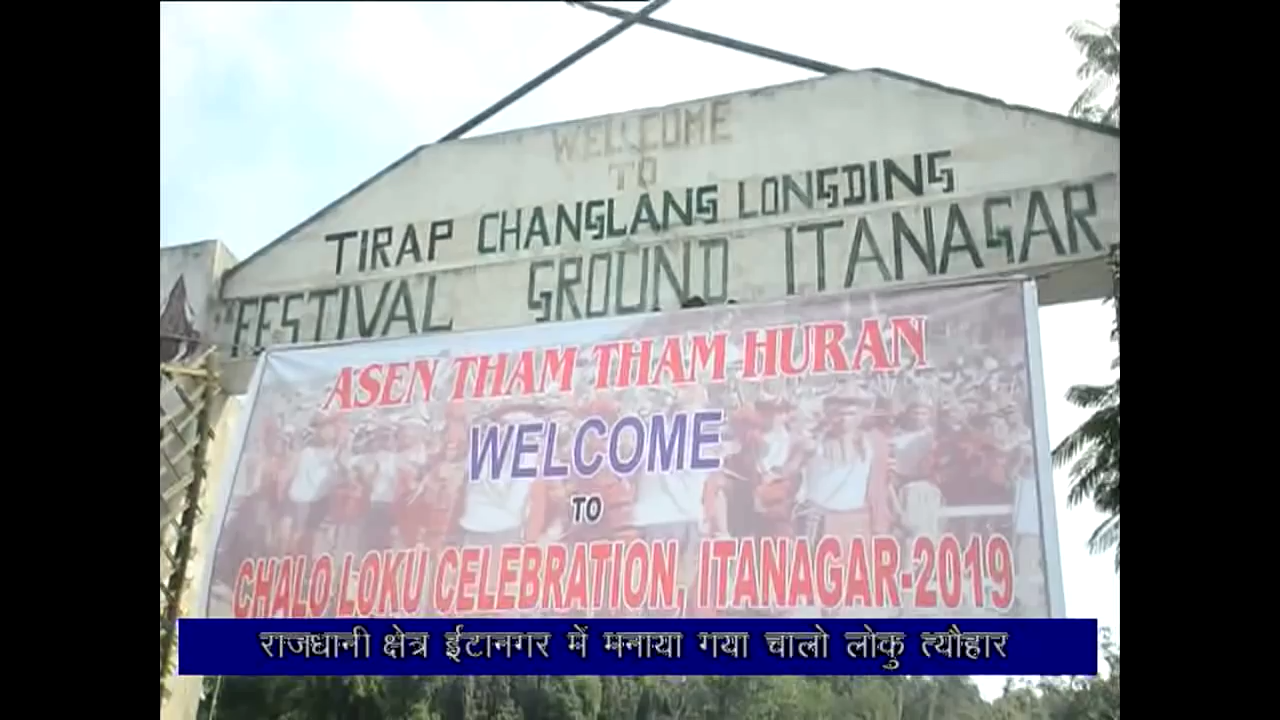 WELCOME
TO
TIRAP CHANGLANG LONGDING
FESTIVAL GROUND ITANAGAR
ASEN THAM THAM HURAN
WELCOME
TO
CHALO LOKU CELEBRATION, ITANAGAR-2019
राजधानी क्षेत्र ईटानगर में मनाया गया चालो लोकु त्यौहार